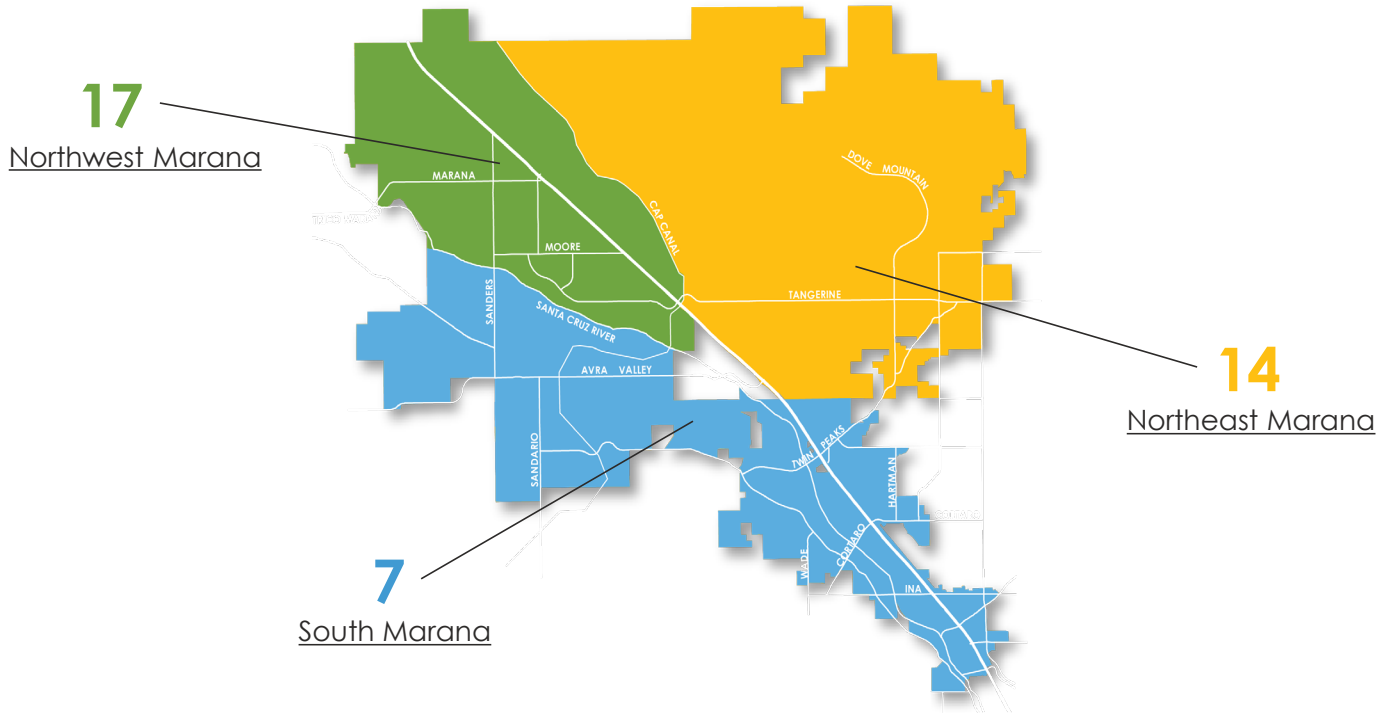 17
Northwest Marana
14
Northeast Marana
7
South Marana
MARANA
MOORE
CAP CANAL
DOVE MOUNTAIN
TANGERINE
SANDERS
SANTA CRUZ RIVER
AVRA VALLEY
SANDARIO
TWIN PEAKS
HARTMAN
WADE
CORTARO
INA